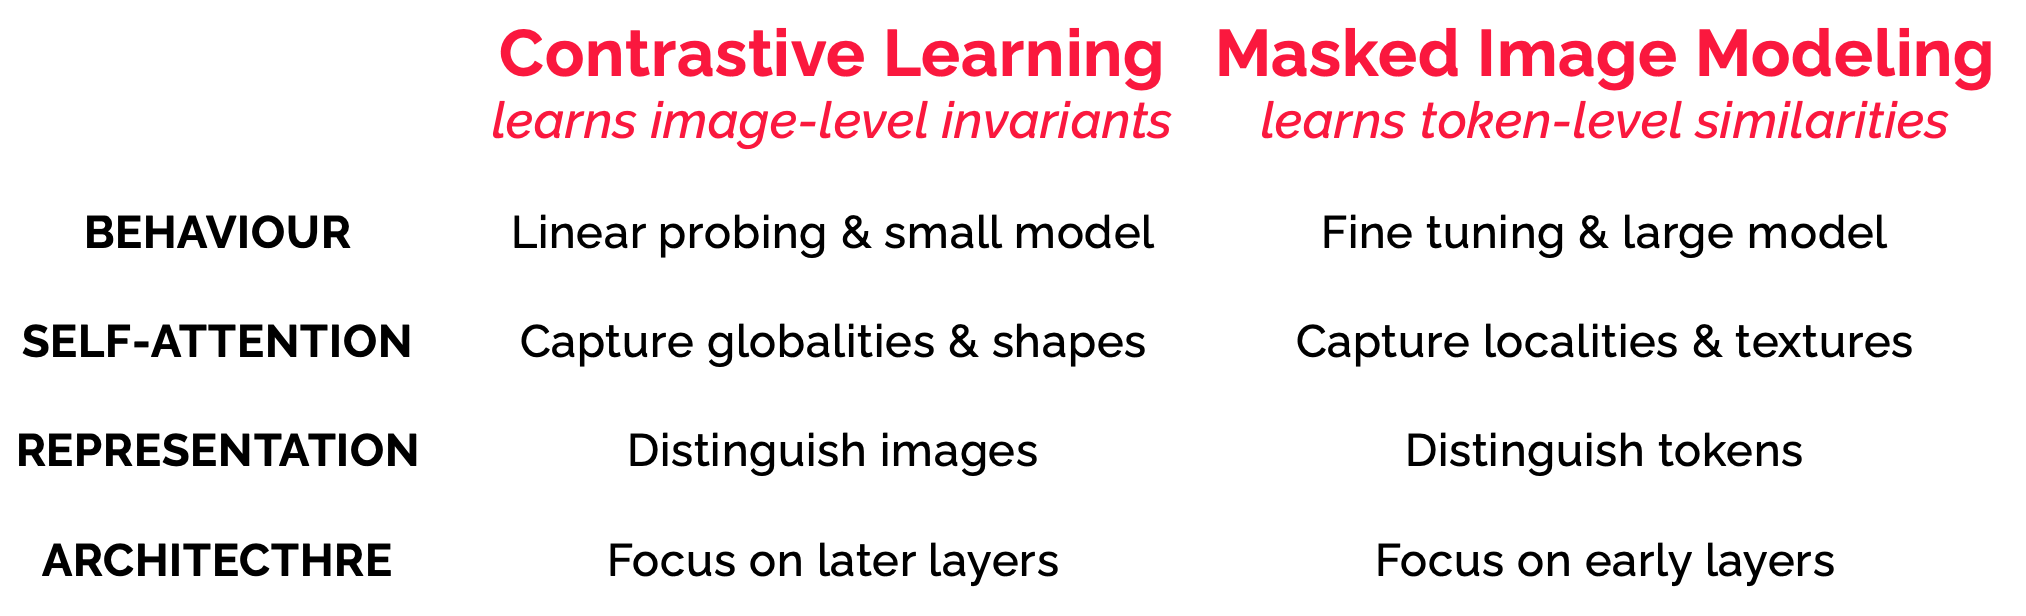 Contrastive Learning Masked Image Modeling
learns image-level invariants learns token-level similarities
BEHAVIOUR Linear probing & small model Fine tuning & large model
SELF-ATTENTION Capture globalities & shapes Capture localities & textures
REPRESENTATION Distinguish images Distinguish tokens
ARCHITECTHRE Focus on later layers Focus on early layers